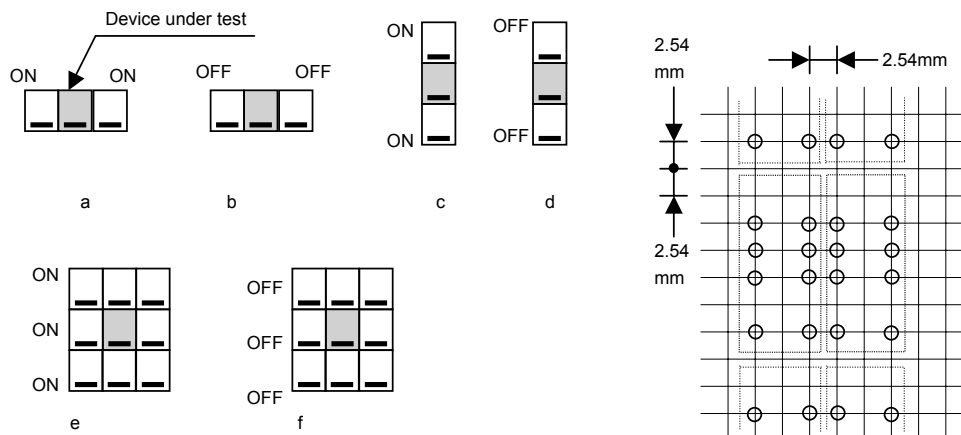 Device under test
ON ON
a
OFF OFF
b
ON
ON
c
OFF
OFF
d
ON
ON
ON
e
OFF
OFF
OFF
f
2.54
mm
2.54mm
2.54
mm